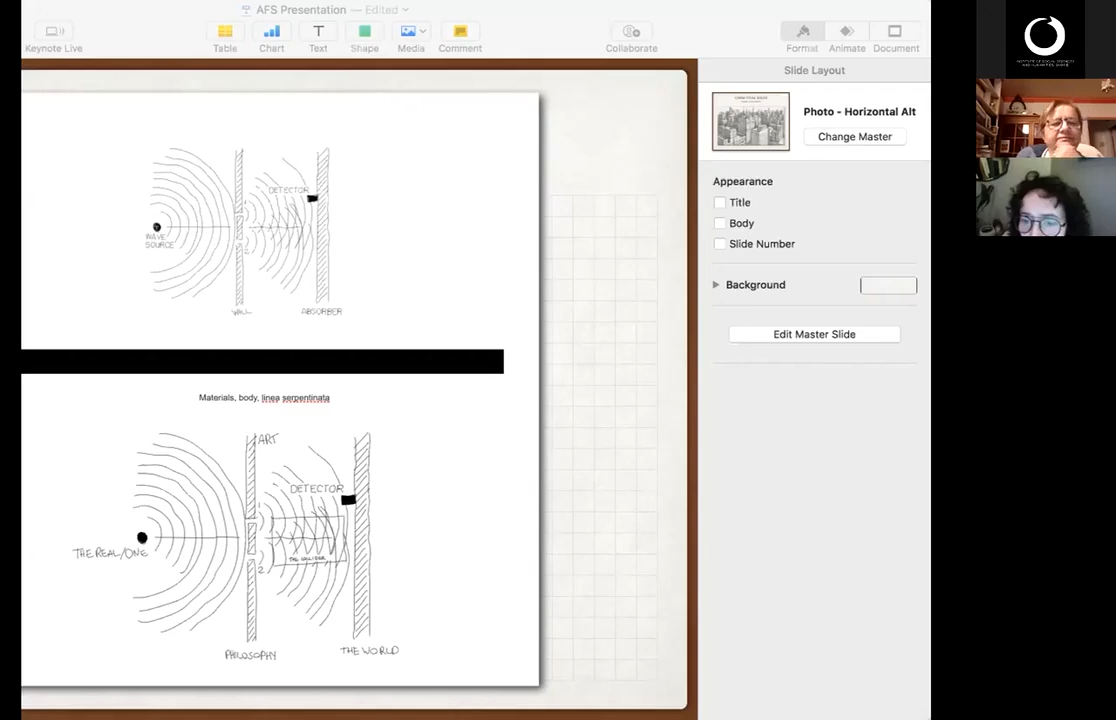 AFS Presentation — Edited
Keynote Live
Table
Chart
Text
Shape
Media
Comment
Collaborate
Format
Animate
Document
Slide Layout
Photo - Horizontal Alt
Change Master
Appearance
Title
Body
Slide Number
Background
Edit Master Slide
DETECTOR
WAVE
SOURCE
WALL
ABSORBER
Materials, body, linea serpentinata
ART
DETECTOR
1
THE REAL/ONE
2
PHILOSOPHY
THE WORLD